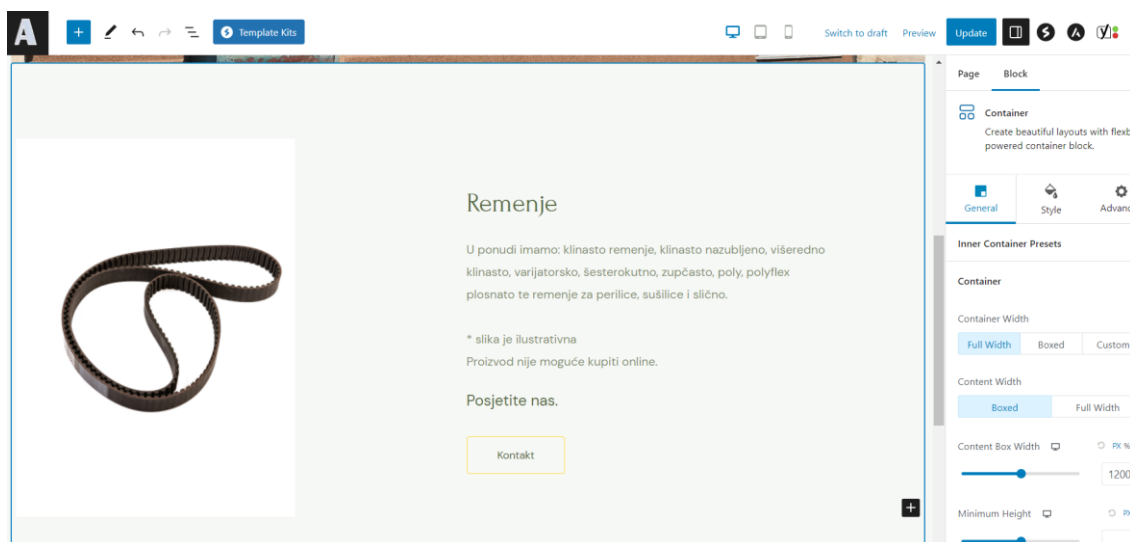 A
Template Kits
Switch to draft
Preview
Update
Page
Block
Container
Create beautiful layouts with flexb
powered container block.
General
Style
Advanc
Inner Container Presets
Container
Container Width
Full Width
Boxed
Custom
Content Width
Boxed
Full Width
Content Box Width
PX %
1200
Minimum Height
Remenje
U ponudi imamo: klinasto remenje, klinasto nazubljeno, višeredno
klinasto, varijatorsko, šesterokutno, zupčasto, poly, polyflex
plosnato te remenje za perilice, sušilice i slično.
* slika je ilustrativna
Proizvod nije moguće kupiti online.
Posjetite nas.
Kontakt